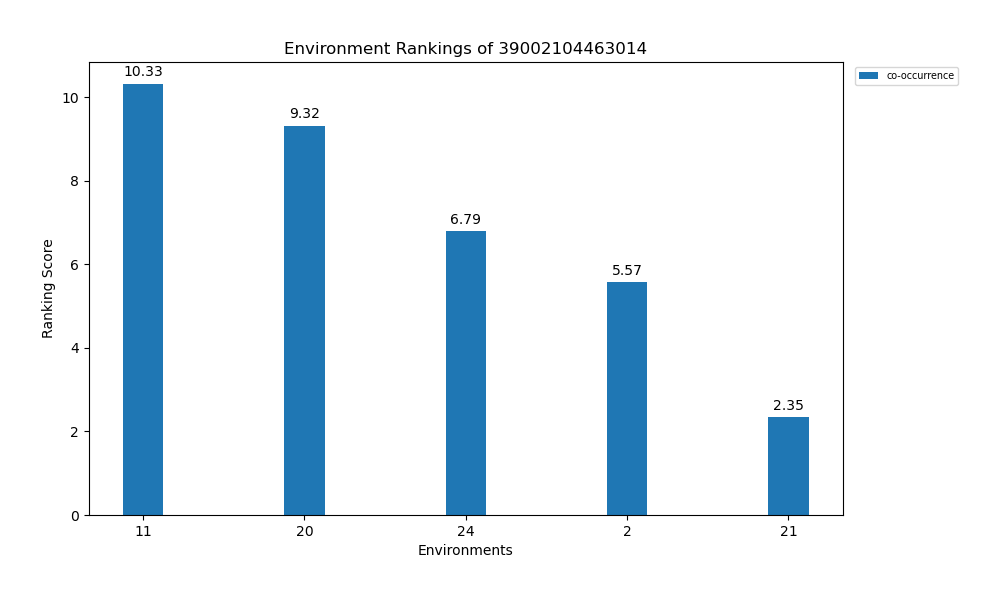 Environment Rankings of 39002104463014
co-occurrence
10.33
9.32
6.79
5.57
2.35
Ranking Score
10
8
6
4
2
0
11 20 24 2 21
Environments